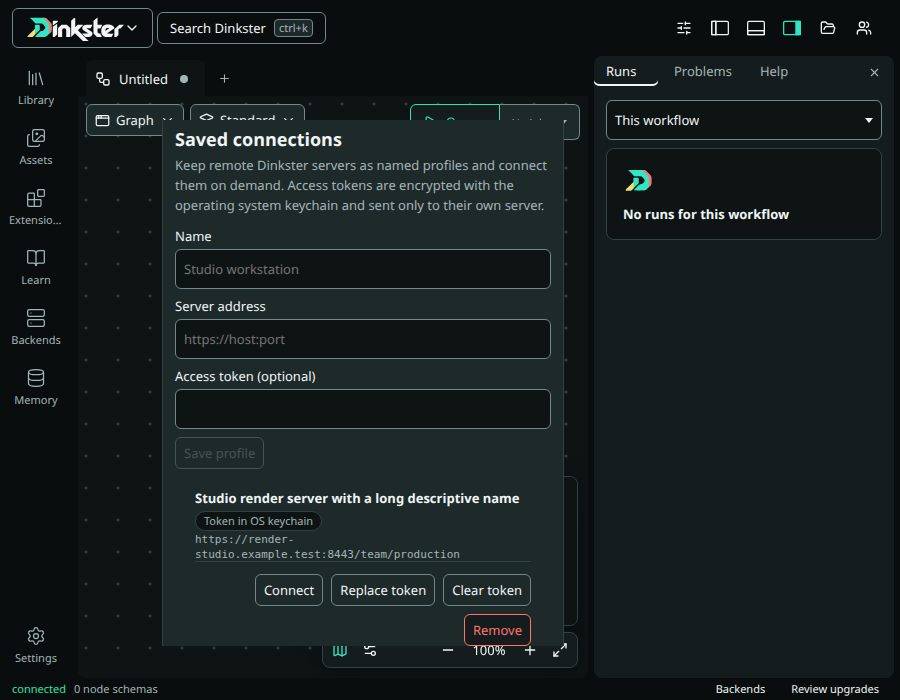 Dinkster
Search Dinkster ctrl+k
Library
Assets
Extensio...
Learn
Backends
Memory
Settings
Untitled
Graph
Standard
Saved connections
Keep remote Dinkster servers as named profiles and connect
them on demand. Access tokens are encrypted with the
operating system keychain and sent only to their own server.
Name
Studio workstation
Server address
https://host:port
Access token (optional)
Save profile
Studio render server with a long descriptive name
Token in OS keychain
https://render-
studio.example.test:8443/team/production
Connect Replace token Clear token
Remove
100%
Runs Problems Help
This workflow
No runs for this workflow
connected 0 node schemas
Backends Review upgrades